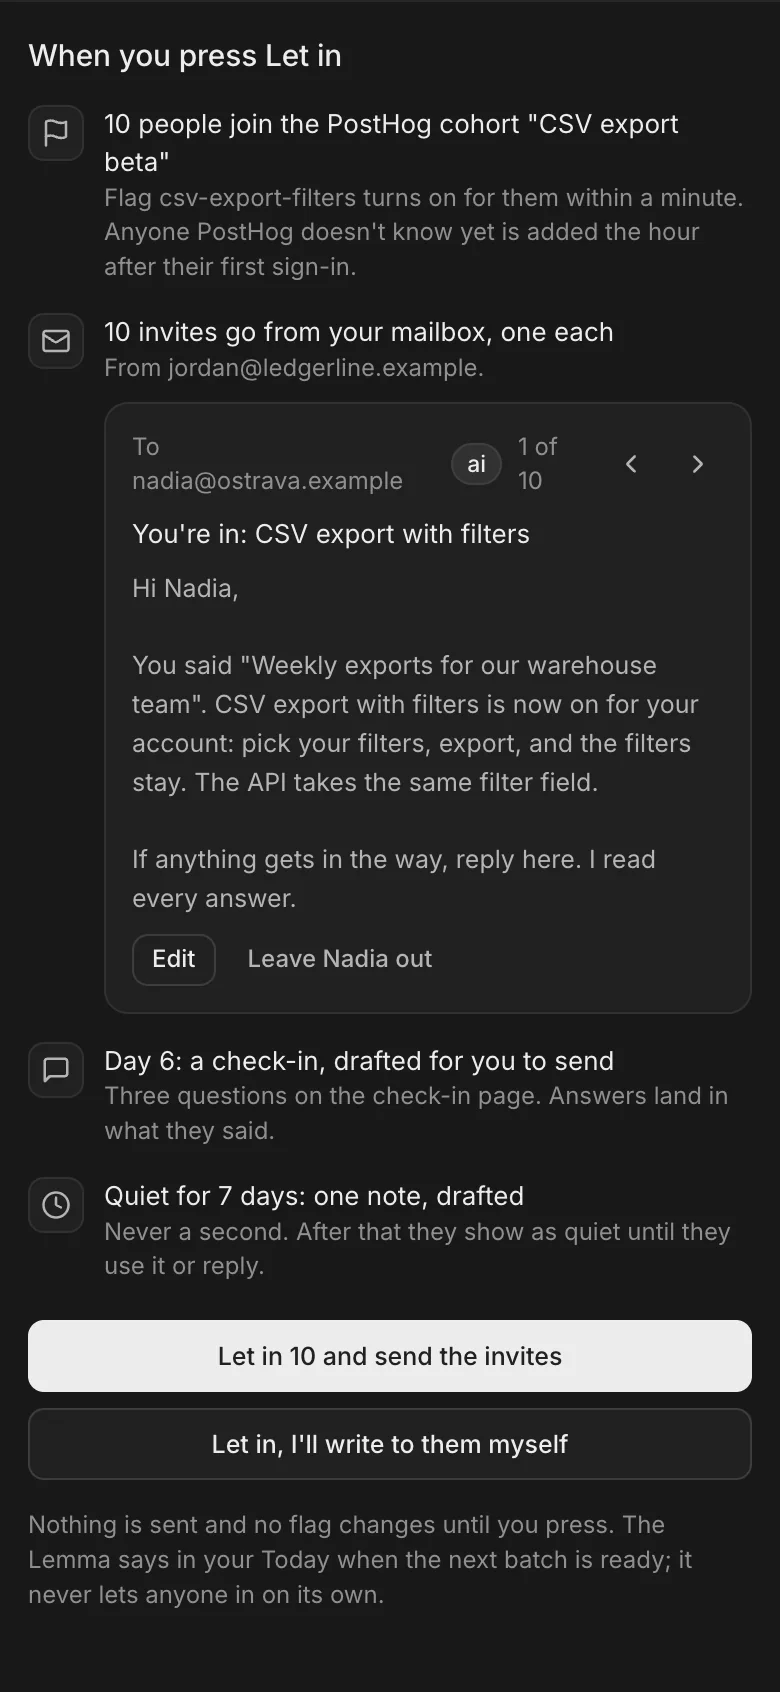 When you press Let in
10 people join the PostHog cohort "CSV export
beta"
Flag csv-export-filters turns on for them within a minute.
Anyone PostHog doesn't know yet is added the hour
after their first sign-in.
10 invites go from your mailbox, one each
From jordan@ledgerline.example.
To
nadia@ostrava.example
ai
1 of
10
You're in: CSV export with filters
Hi Nadia,
You said "Weekly exports for our warehouse
team". CSV export with filters is now on for your
account: pick your filters, export, and the filters
stay. The API takes the same filter field.
If anything gets in the way, reply here. I read
every answer.
Edit
Leave Nadia out
Day 6: a check-in, drafted for you to send
Three questions on the check-in page. Answers land in
what they said.
Quiet for 7 days: one note, drafted
Never a second. After that they show as quiet until they
use it or reply.
Let in 10 and send the invites
Let in, I'll write to them myself
Nothing is sent and no flag changes until you press. The
Lemma says in your Today when the next batch is ready; it
never lets anyone in on its own.